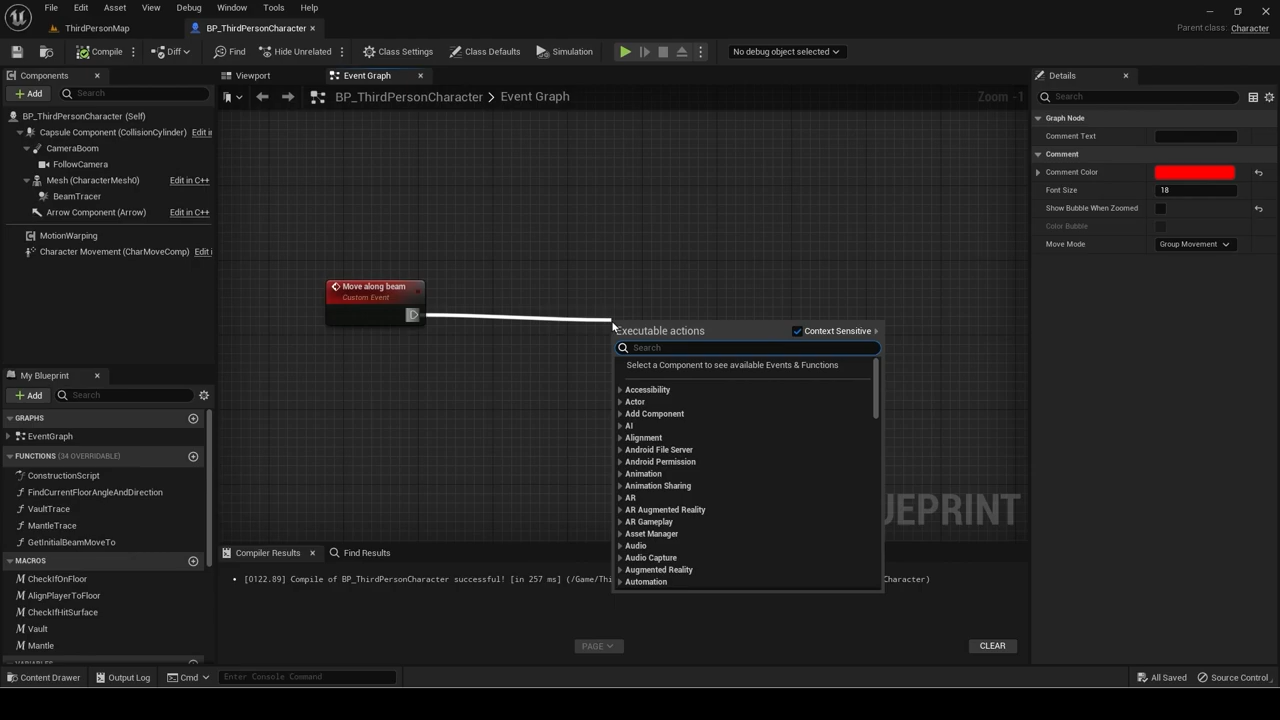 File Edit Asset View Debug Window Tools Help
ThirdPersonMap
BP_ThirdPersonCharacter
Parent class: Character
Compile
Diff
Find
Hide Unrelated
Class Settings
Class Defaults
Simulation
No debug object selected
Components
Add
Search
BP_ThirdPersonCharacter (Self)
Capsule Component (CollisionCylinder) Edit in
CameraBoom
FollowCamera
Mesh (CharacterMesh0) Edit in C++
BeamTracer
Arrow Component (Arrow) Edit in C++
MotionWarping
Character Movement (CharMoveComp) Edit i
My Blueprint
Add
Search
GRAPHS
EventGraph
FUNCTIONS (34 OVERRIDABLE)
ConstructionScript
FindCurrentFloorAngleAndDirection
VaultTrace
MantleTrace
GetInitialBeamMoveTo
MACROS
CheckIfOnFloor
AlignPlayerToFloor
CheckIfHitSurface
Vault
Mantle
Viewport
Event Graph
BP_ThirdPersonCharacter > Event Graph
Zoom -1
Move along beam
Custom Event
Executable actions
Context Sensitive
Search
Select a Component to see available Events & Functions
Accessibility
Actor
Add Component
AI
Alignment
Android File Server
Android Permission
Animation
Animation Sharing
AR
AR Augmented Reality
AR Gameplay
Asset Manager
Audio
Audio Capture
Augmented Reality
Automation
UEPRINT
Compiler Results
Find Results
[0122.89] Compile of BP_ThirdPersonCharacter successful! [in 257 ms] (/Game/Thi
Character)
PAGE
CLEAR
Details
Search
Graph Node
Comment Text
Comment
Comment Color
Font Size 18
Show Bubble When Zoomed
Color Bubble
Move Mode Group Movement
Content Drawer
Output Log
Cmd
Enter Console Command
All Saved
Source Control